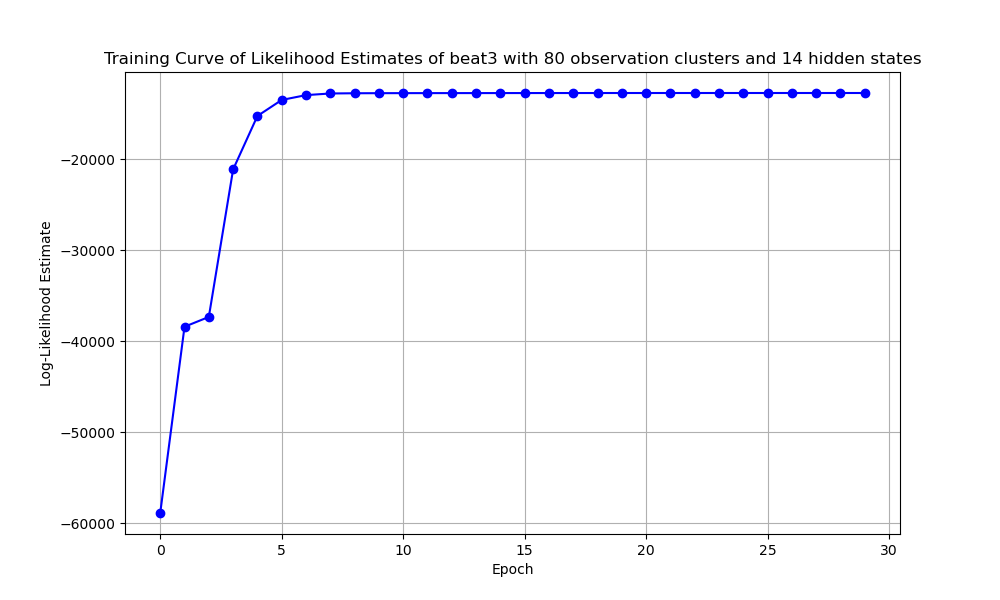 Training Curve of Likelihood Estimates of beat3 with 80 observation clusters and 14 hidden states
Log-Likelihood Estimate
−20000
−30000
−40000
−50000
−60000
0 5 10 15 20 25 30
Epoch